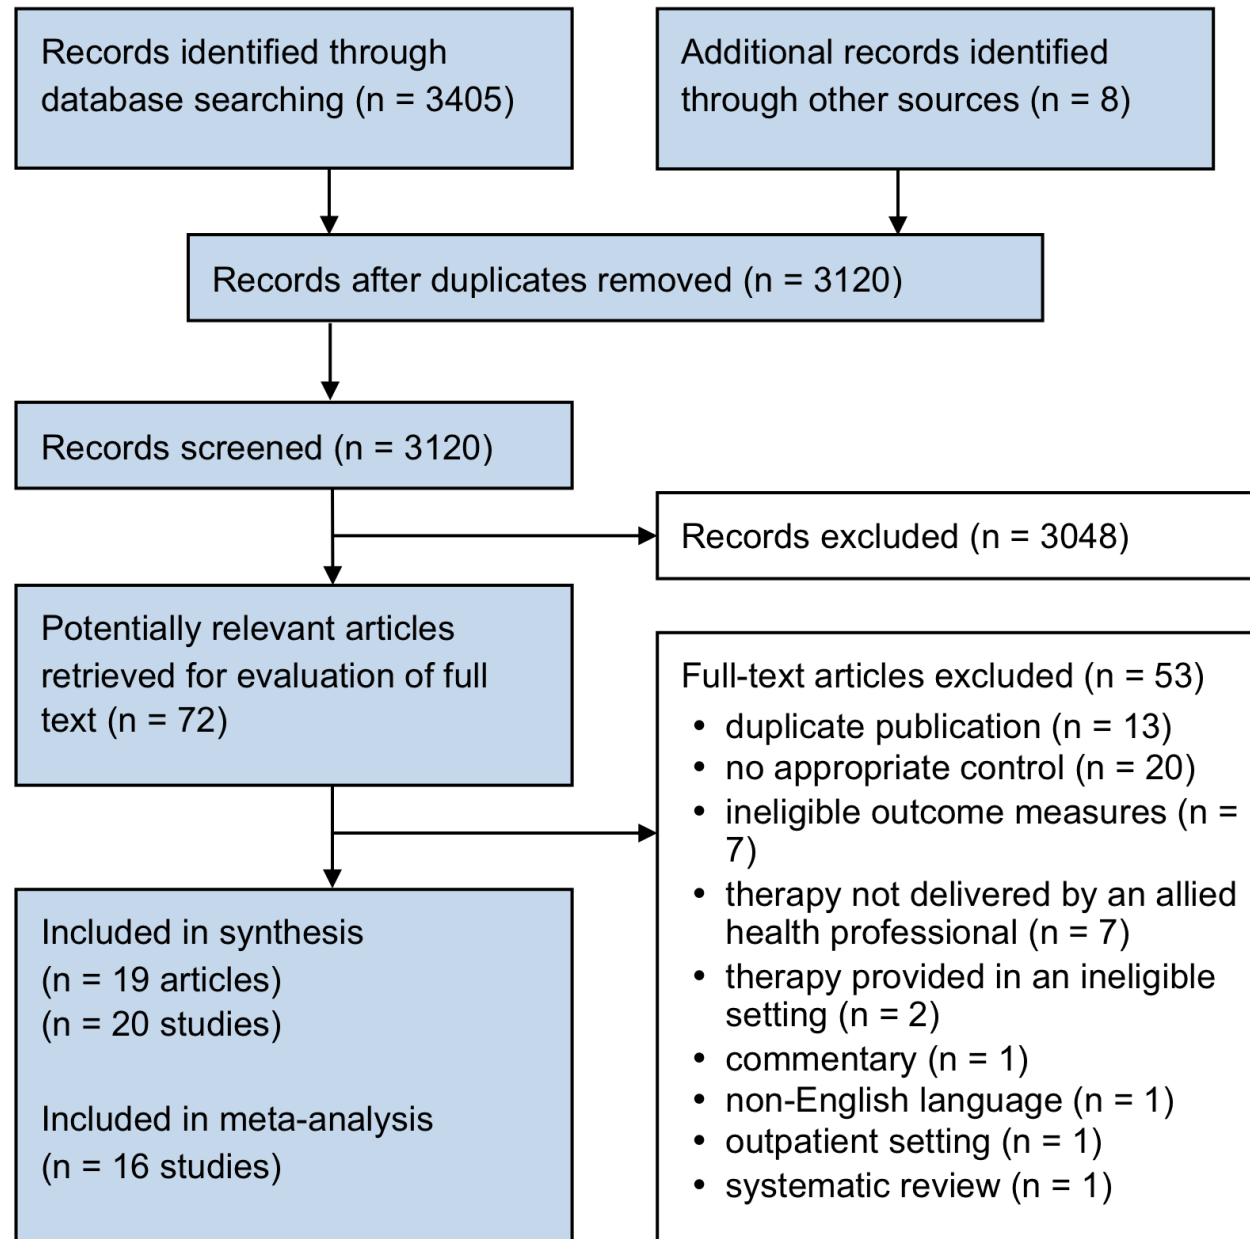 Records identified through
database searching (n = 3405)
Additional records identified
through other sources (n = 8)
Records after duplicates removed (n = 3120)
Records screened (n = 3120)
Records excluded (n = 3048)
Potentially relevant articles
retrieved for evaluation of full
text (n = 72)
Full-text articles excluded (n = 53)
• duplicate publication (n = 13)
• no appropriate control (n = 20)
• ineligible outcome measures (n =
7)
• therapy not delivered by an allied
health professional (n = 7)
• therapy provided in an ineligible
setting (n = 2)
• commentary (n = 1)
• non-English language (n = 1)
• outpatient setting (n = 1)
• systematic review (n = 1)
Included in synthesis
(n = 19 articles)
(n = 20 studies)
Included in meta-analysis
(n = 16 studies)